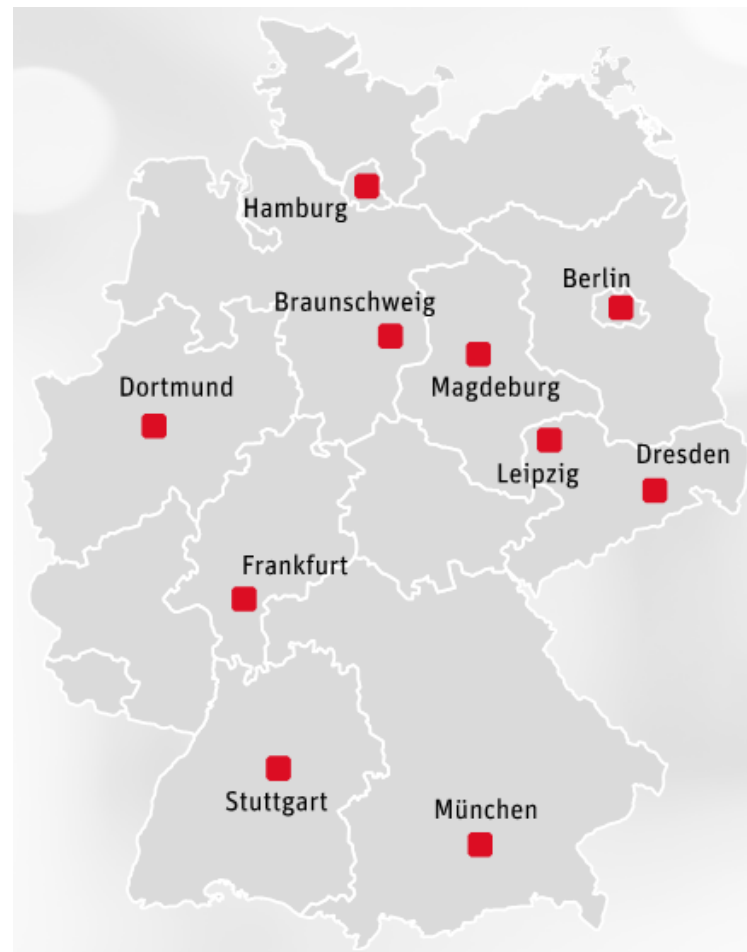 Hamburg
Berlin
Braunschweig
Dortmund
Magdeburg
Dresden
Leipzig
Frankfurt
Stuttgart
München